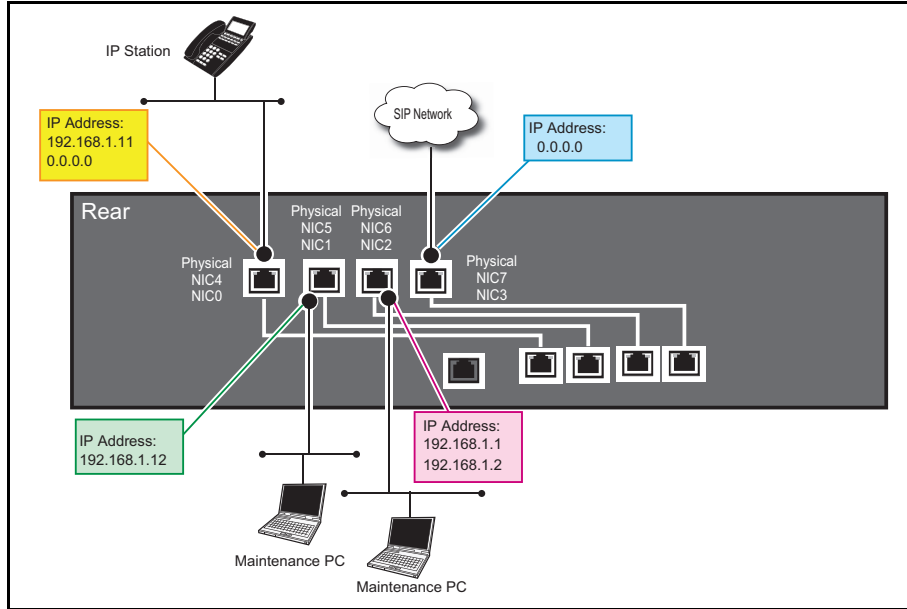 IP Station
SIP Network
IP Address:
192.168.1.11
0.0.0.0
IP Address:
0.0.0.0
Rear
Physical
NIC4
NIC0
Physical
NIC5
NIC1
Physical
NIC6
NIC2
Physical
NIC7
NIC3
IP Address:
192.168.1.12
IP Address:
192.168.1.1
192.168.1.2
Maintenance PC
Maintenance PC